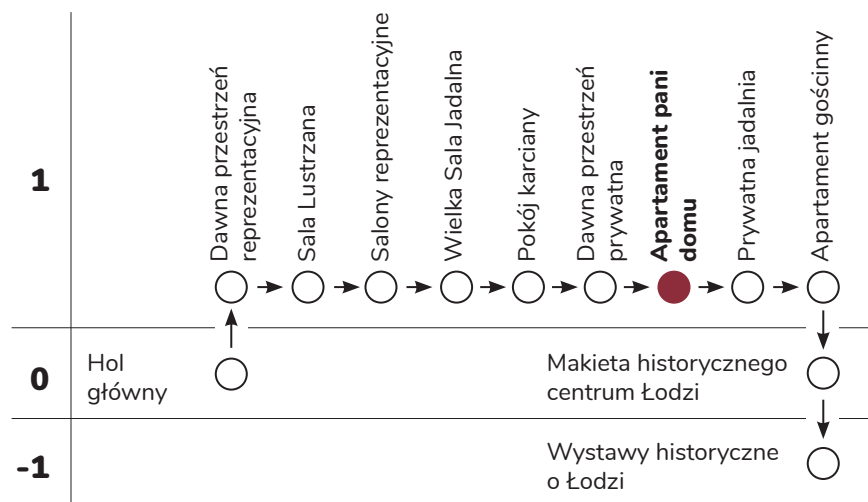 1
Dawna przestrzeń
reprezentacyjna
Sala Lustrzana
Salony reprezentacyjne
Wielka Sala Jadalna
Pokój karciany
Dawna przestrzeń
prywatna
Apartament pani
domu
Prywatna jadalnia
Apartament gościnny
0
Hol
główny
Makieta historycznego
centrum Łodzi
-1
Wystawy historyczne
o Łodzi